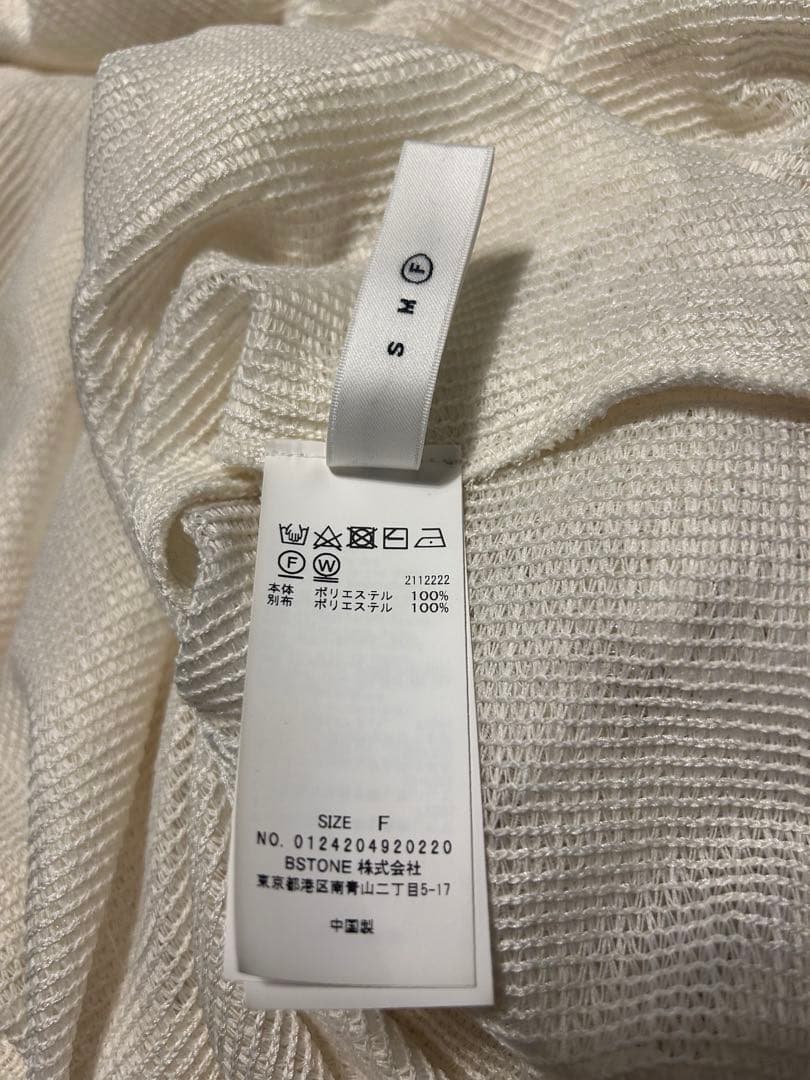 S M F
F W
2112222
本体 ポリエステル 100%
別布 ポリエステル 100%
SIZE F
NO. 0124204920220
BSTONE 株式会社
東京都港区南青山二丁目5-17
中国製